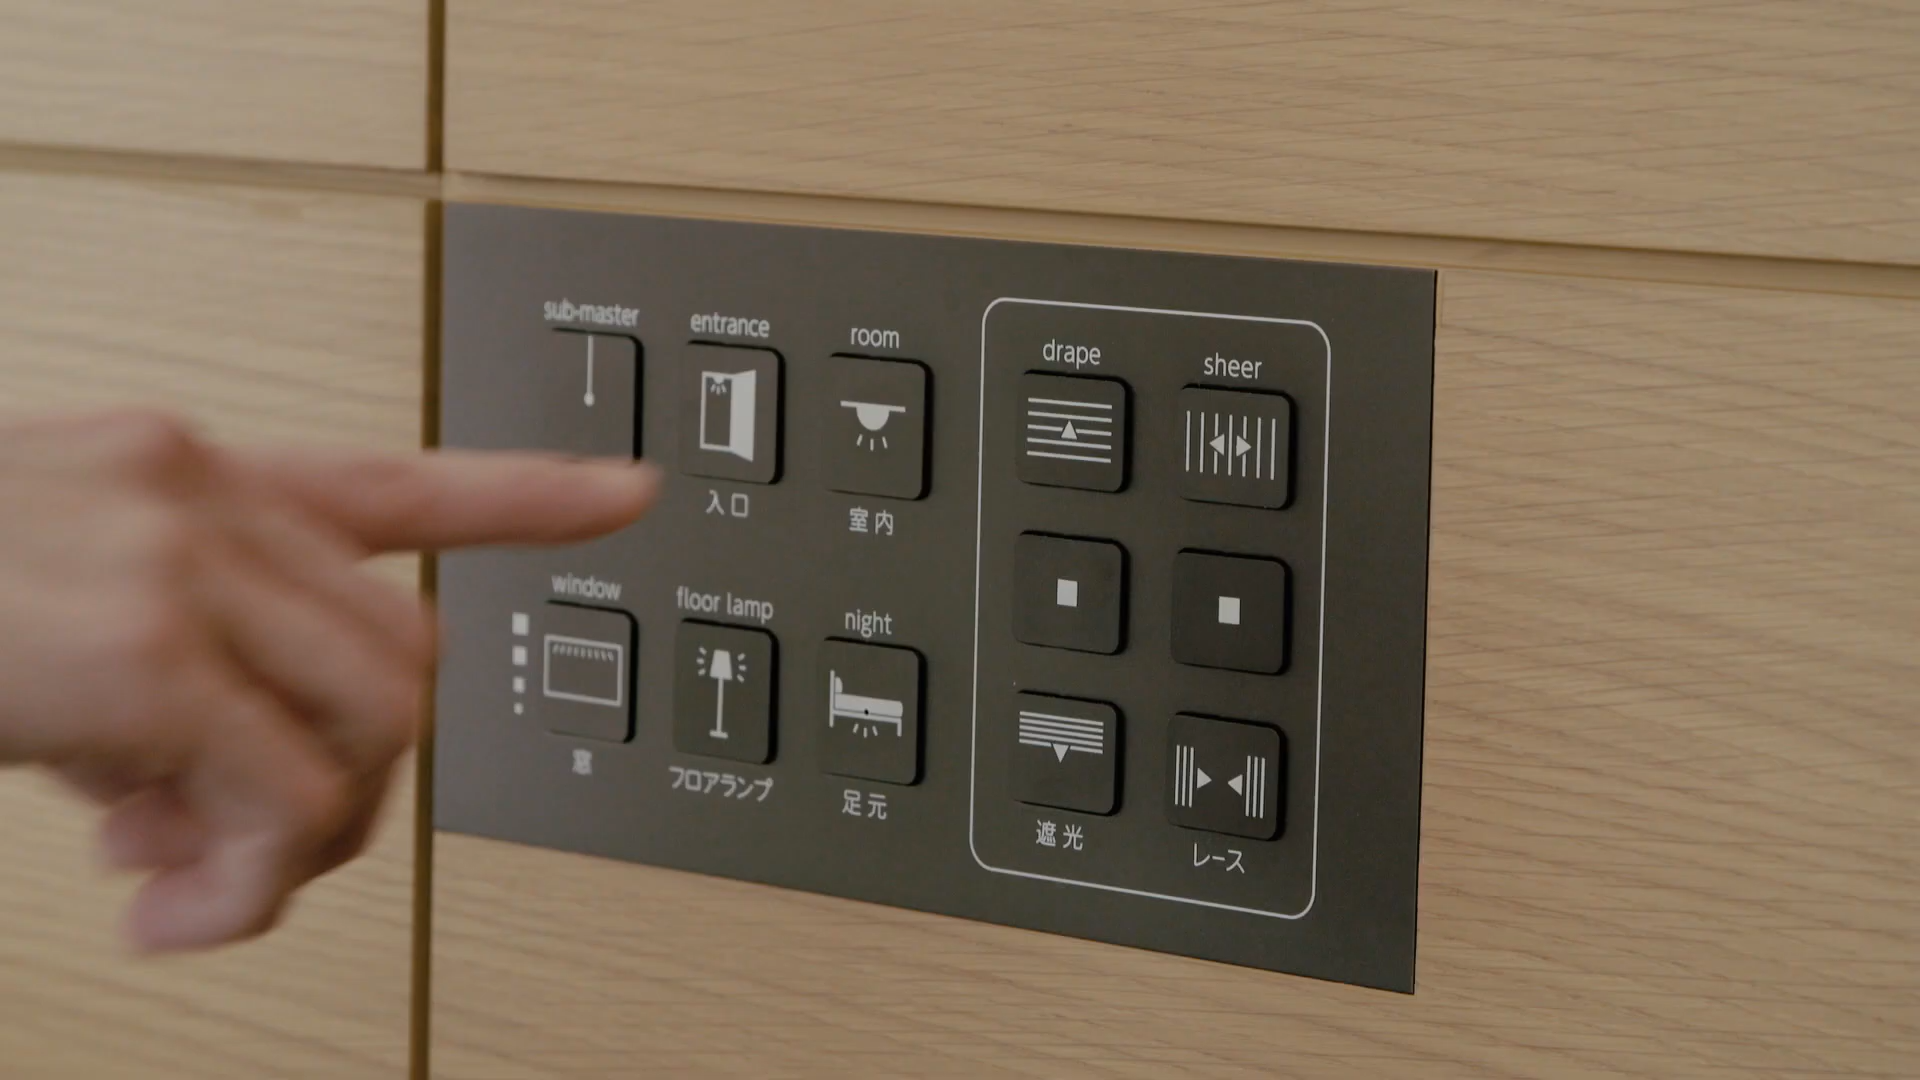 sub-master
entrance
room
drape
sheer
入口
室内
window
floor lamp
night
窓
フロアランプ
足元
遮光
レース